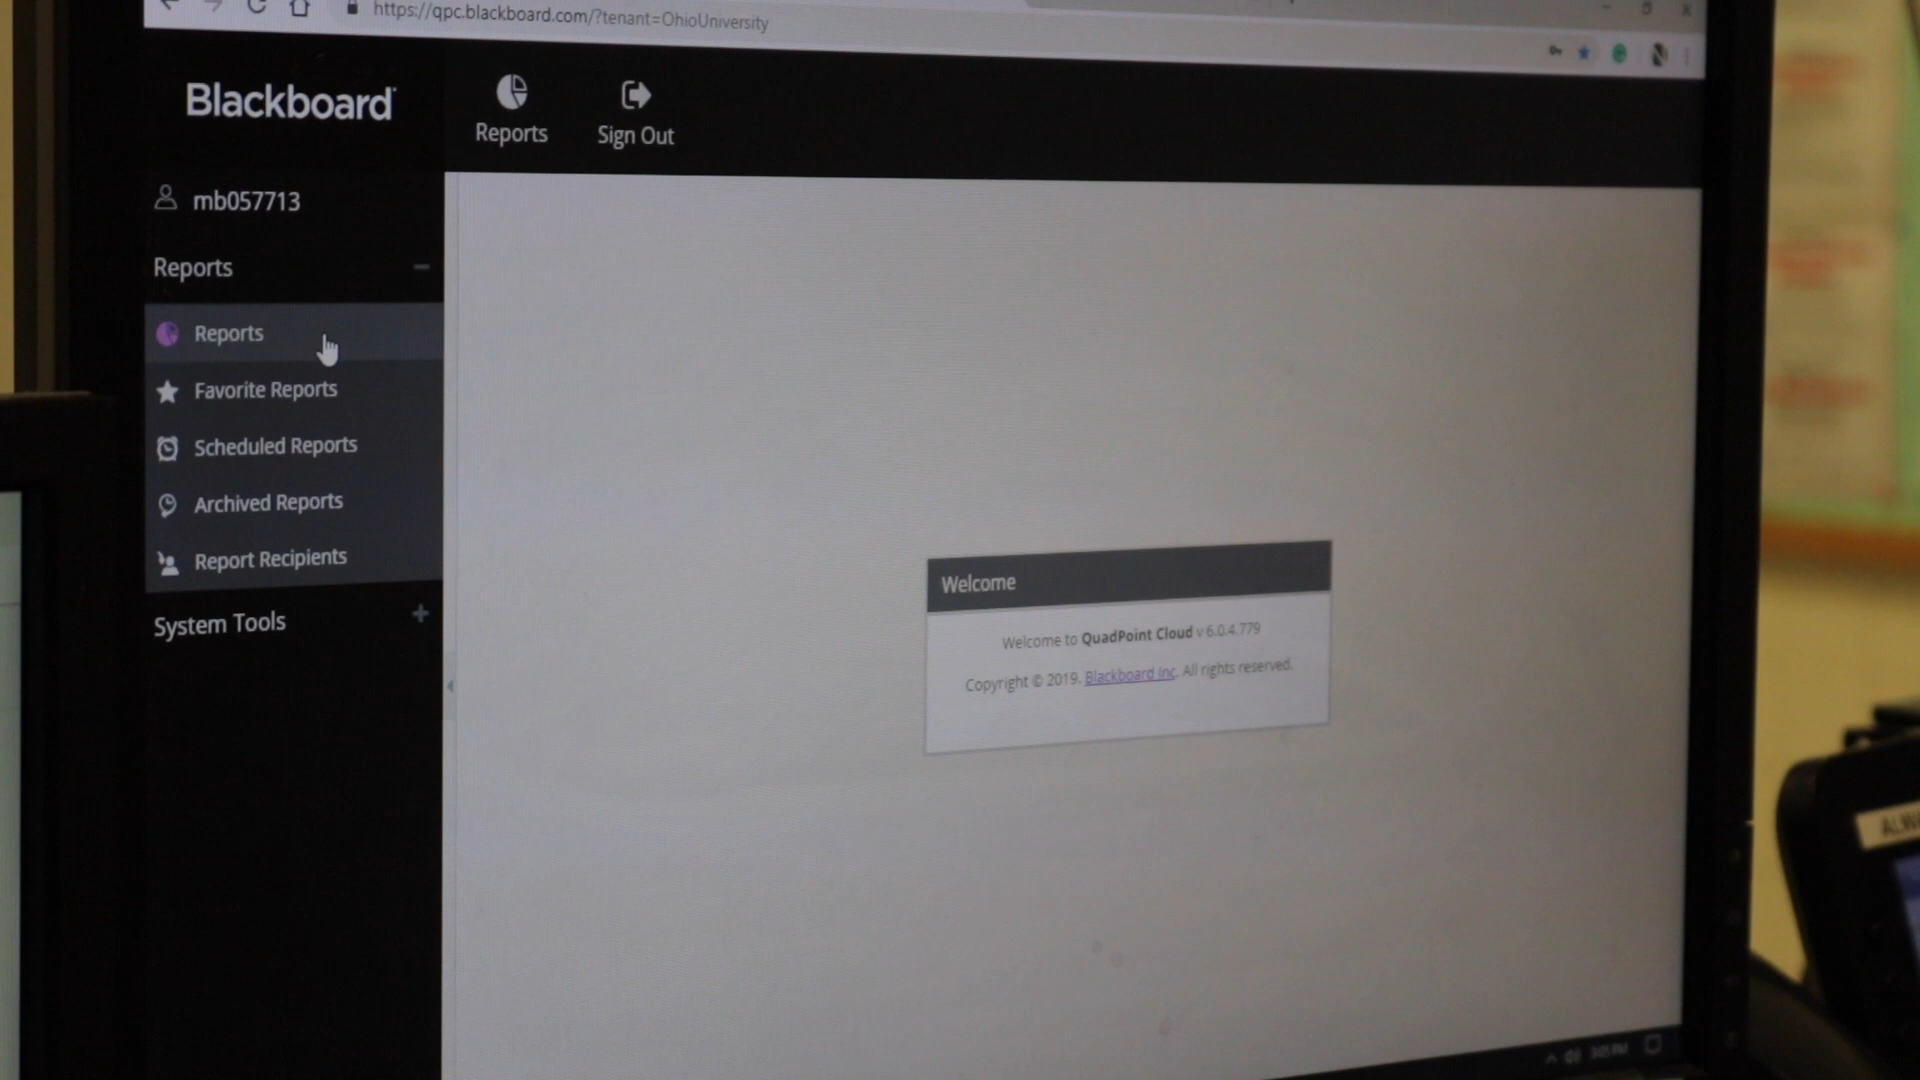 https://qpc.blackboard.com/?tenant=OhioUniversity
Blackboard
Reports
Sign Out
mb057713
Reports
Reports
Favorite Reports
Scheduled Reports
Archived Reports
Report Recipients
System Tools
Welcome
Welcome to QuadPoint Cloud v 6.0.4.779
Copyright © 2019. Blackboard Inc. All rights reserved.